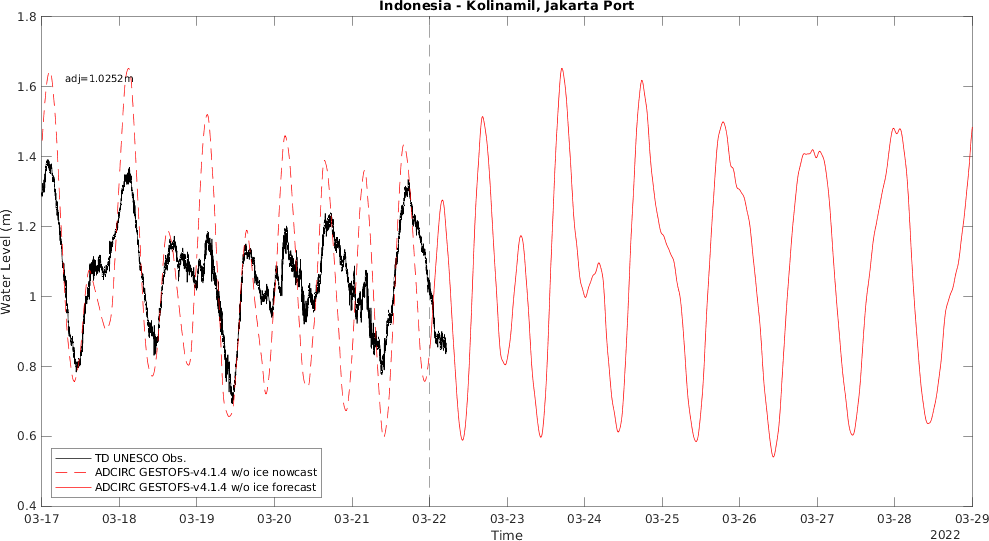 Indonesia - Kolinamil, Jakarta Port
1.8
adj=1.0252m
1.6
1.4
1.2
1
0.8
0.6
0.4
Water Level (m)
TD UNESCO Obs.
ADCIRC GESTOFS-v4.1.4 w/o ice nowcast
ADCIRC GESTOFS-v4.1.4 w/o ice forecast
03-17 03-18 03-19 03-20 03-21 03-22 03-23 03-24 03-25 03-26 03-27 03-28 03-29
Time
2022